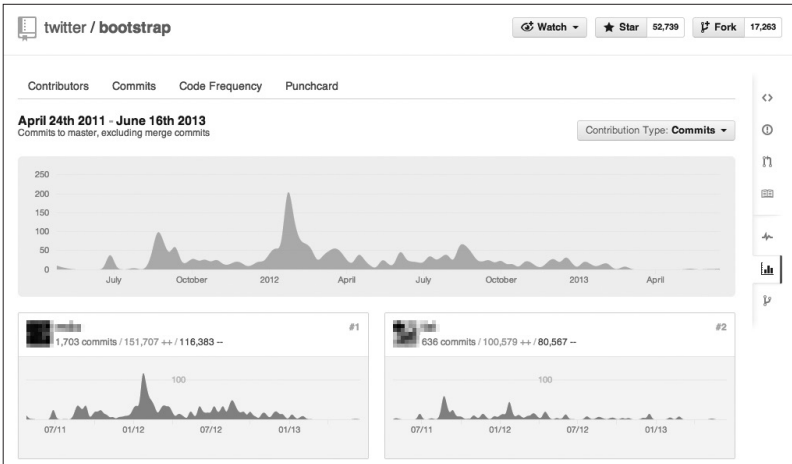 twitter / bootstrap
Watch
Star 52,739
Fork 17,263
Contributors Commits Code Frequency Punchcard
April 24th 2011 - June 16th 2013
Commits to master, excluding merge commits
Contribution Type: Commits
250
200
150
100
50
0
July October 2012 April July October 2013 April
#1
1,703 commits / 151,707 ++ / 116,383 --
100
07/11 01/12 07/12 01/13
#2
636 commits / 100,579 ++ / 80,567 --
100
07/11 01/12 07/12 01/13